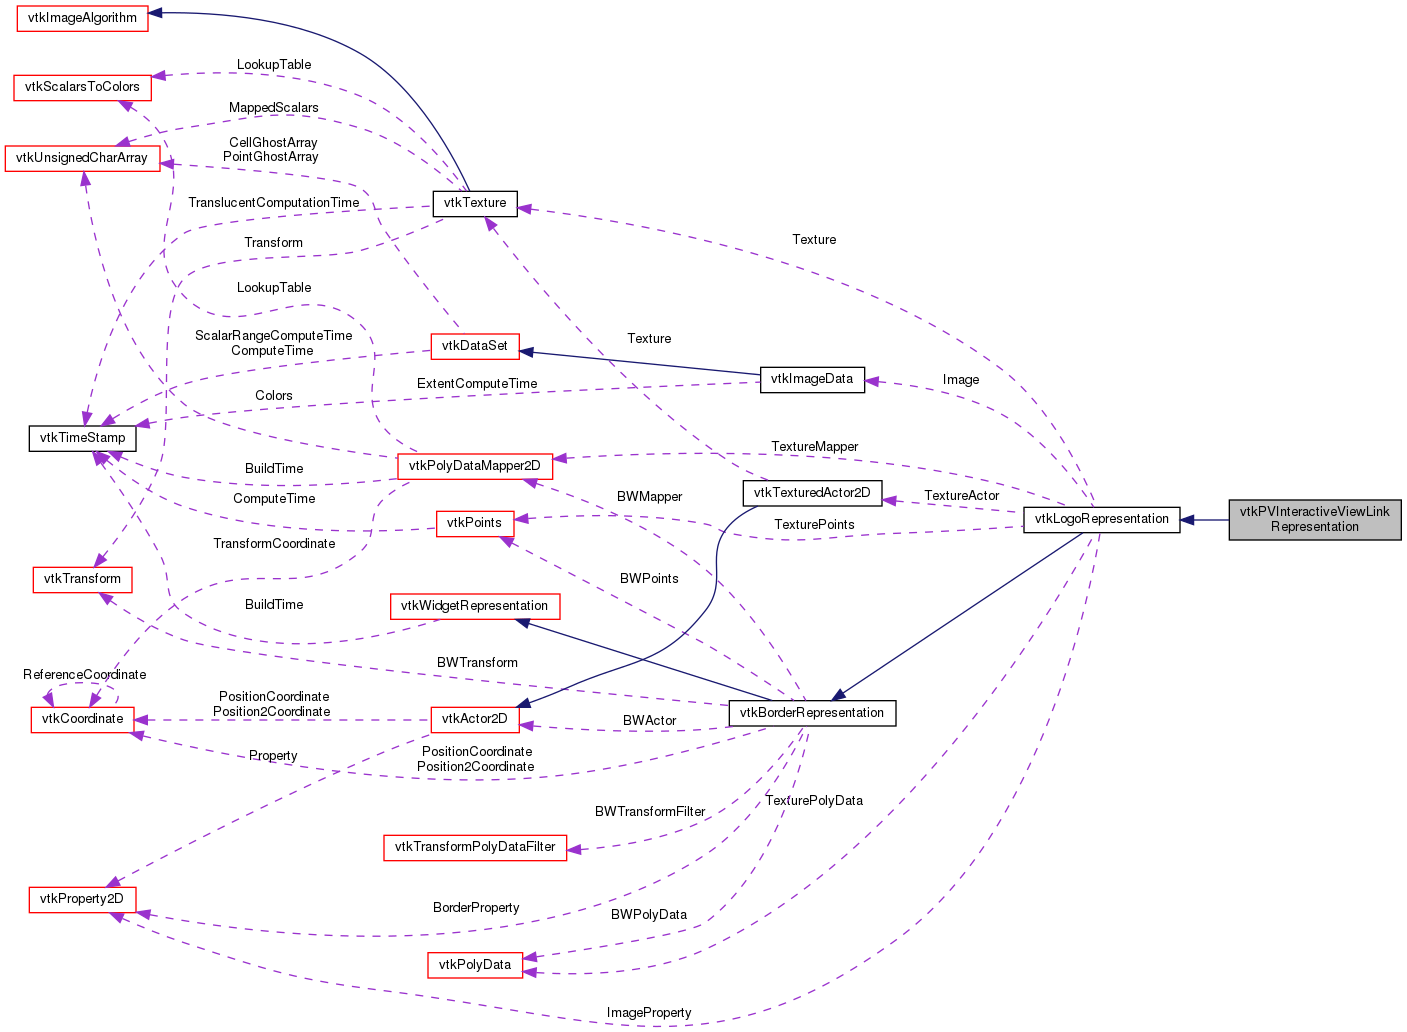 vtkImageAlgorithm
LookupTable
vtkScalarsToColors
MappedScalars
CellGhostArray
PointGhostArray
vtkUnsignedCharArray
TranslucentComputationTime
vtkTexture
Transform
Texture
LookupTable
ScalarRangeComputeTime
ComputeTime
vtkDataSet
Texture
vtkImageData
Image
ExtentComputeTime
Colors
vtkTimeStamp
TextureMapper
vtkPolyDataMapper2D
BuildTime
vtkTexturedActor2D
TextureActor
BWMapper
ComputeTime
vtkPoints
TexturePoints
vtkLogoRepresentation
vtkPVInteractiveViewLink
Representation
TransformCoordinate
vtkTransform
BWPoints
BuildTime
vtkWidgetRepresentation
BWTransform
ReferenceCoordinate
PositionCoordinate
Position2Coordinate
vtkCoordinate
vtkActor2D
BWActor
vtkBorderRepresentation
Property
PositionCoordinate
Position2Coordinate
TexturePolyData
BWTransformFilter
vtkTransformPolyDataFilter
vtkProperty2D
BorderProperty
BWPolyData
vtkPolyData
ImageProperty